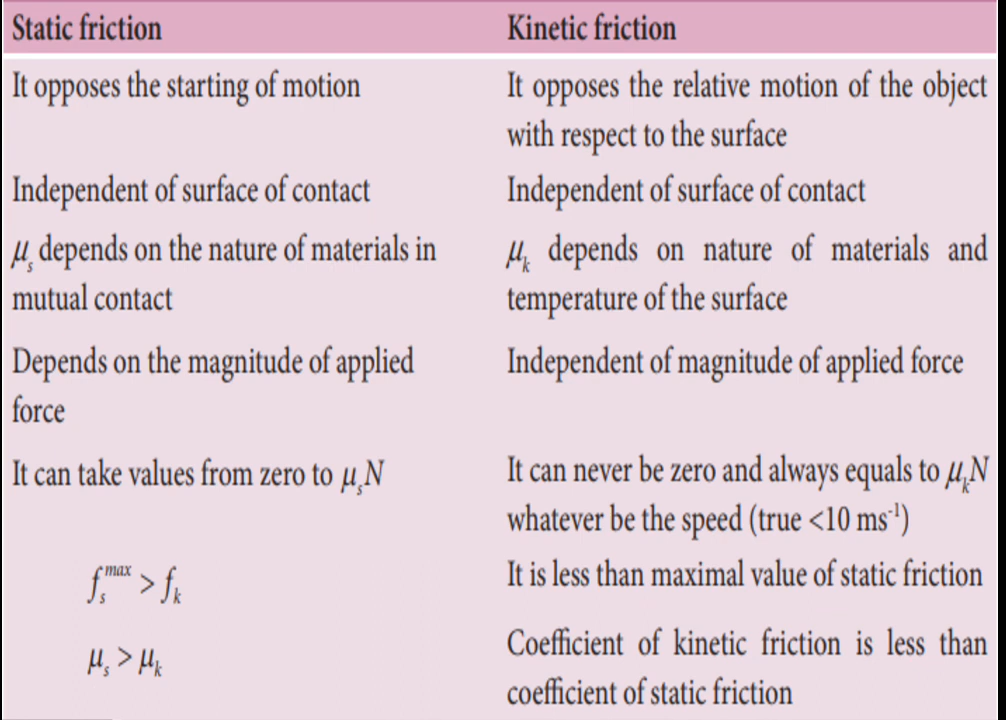 Static friction Kinetic friction
It opposes the starting of motion It opposes the relative motion of the object
with respect to the surface
Independent of surface of contact Independent of surface of contact
μs depends on the nature of materials in μk depends on nature of materials and
mutual contact temperature of the surface
Depends on the magnitude of applied Independent of magnitude of applied force
force
It can take values from zero to μsN It can never be zero and always equals to μkN
whatever be the speed (true <10 ms⁻¹)
fs^max > fk It is less than maximal value of static friction
μs > μk Coefficient of kinetic friction is less than
coefficient of static friction